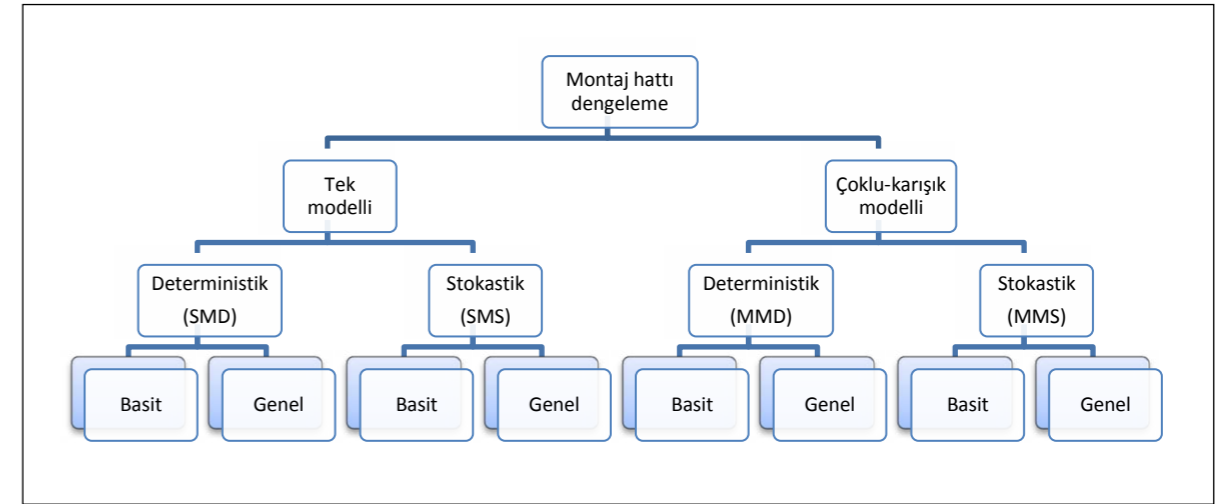 Montaj hattı
dengeleme
Tek
modelli
Çoklu-karışık
modelli
Deterministik
(SMD)
Stokastik
(SMS)
Deterministik
(MMD)
Stokastik
(MMS)
Basit
Genel
Basit
Genel
Basit
Genel
Basit
Genel